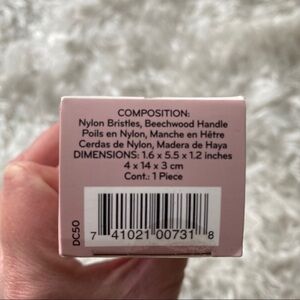 COMPOSITION:
Nylon Bristles, Beechwood Handle
Poils en Nylon, Manche en Hêtre
Cerdas de Nylon, Madera de Haya
DIMENSIONS: 1.6 x 5.5 x 1.2 inches
4 x 14 x 3 cm
Cont.: 1 Piece
DC50
7 41021 00731 8